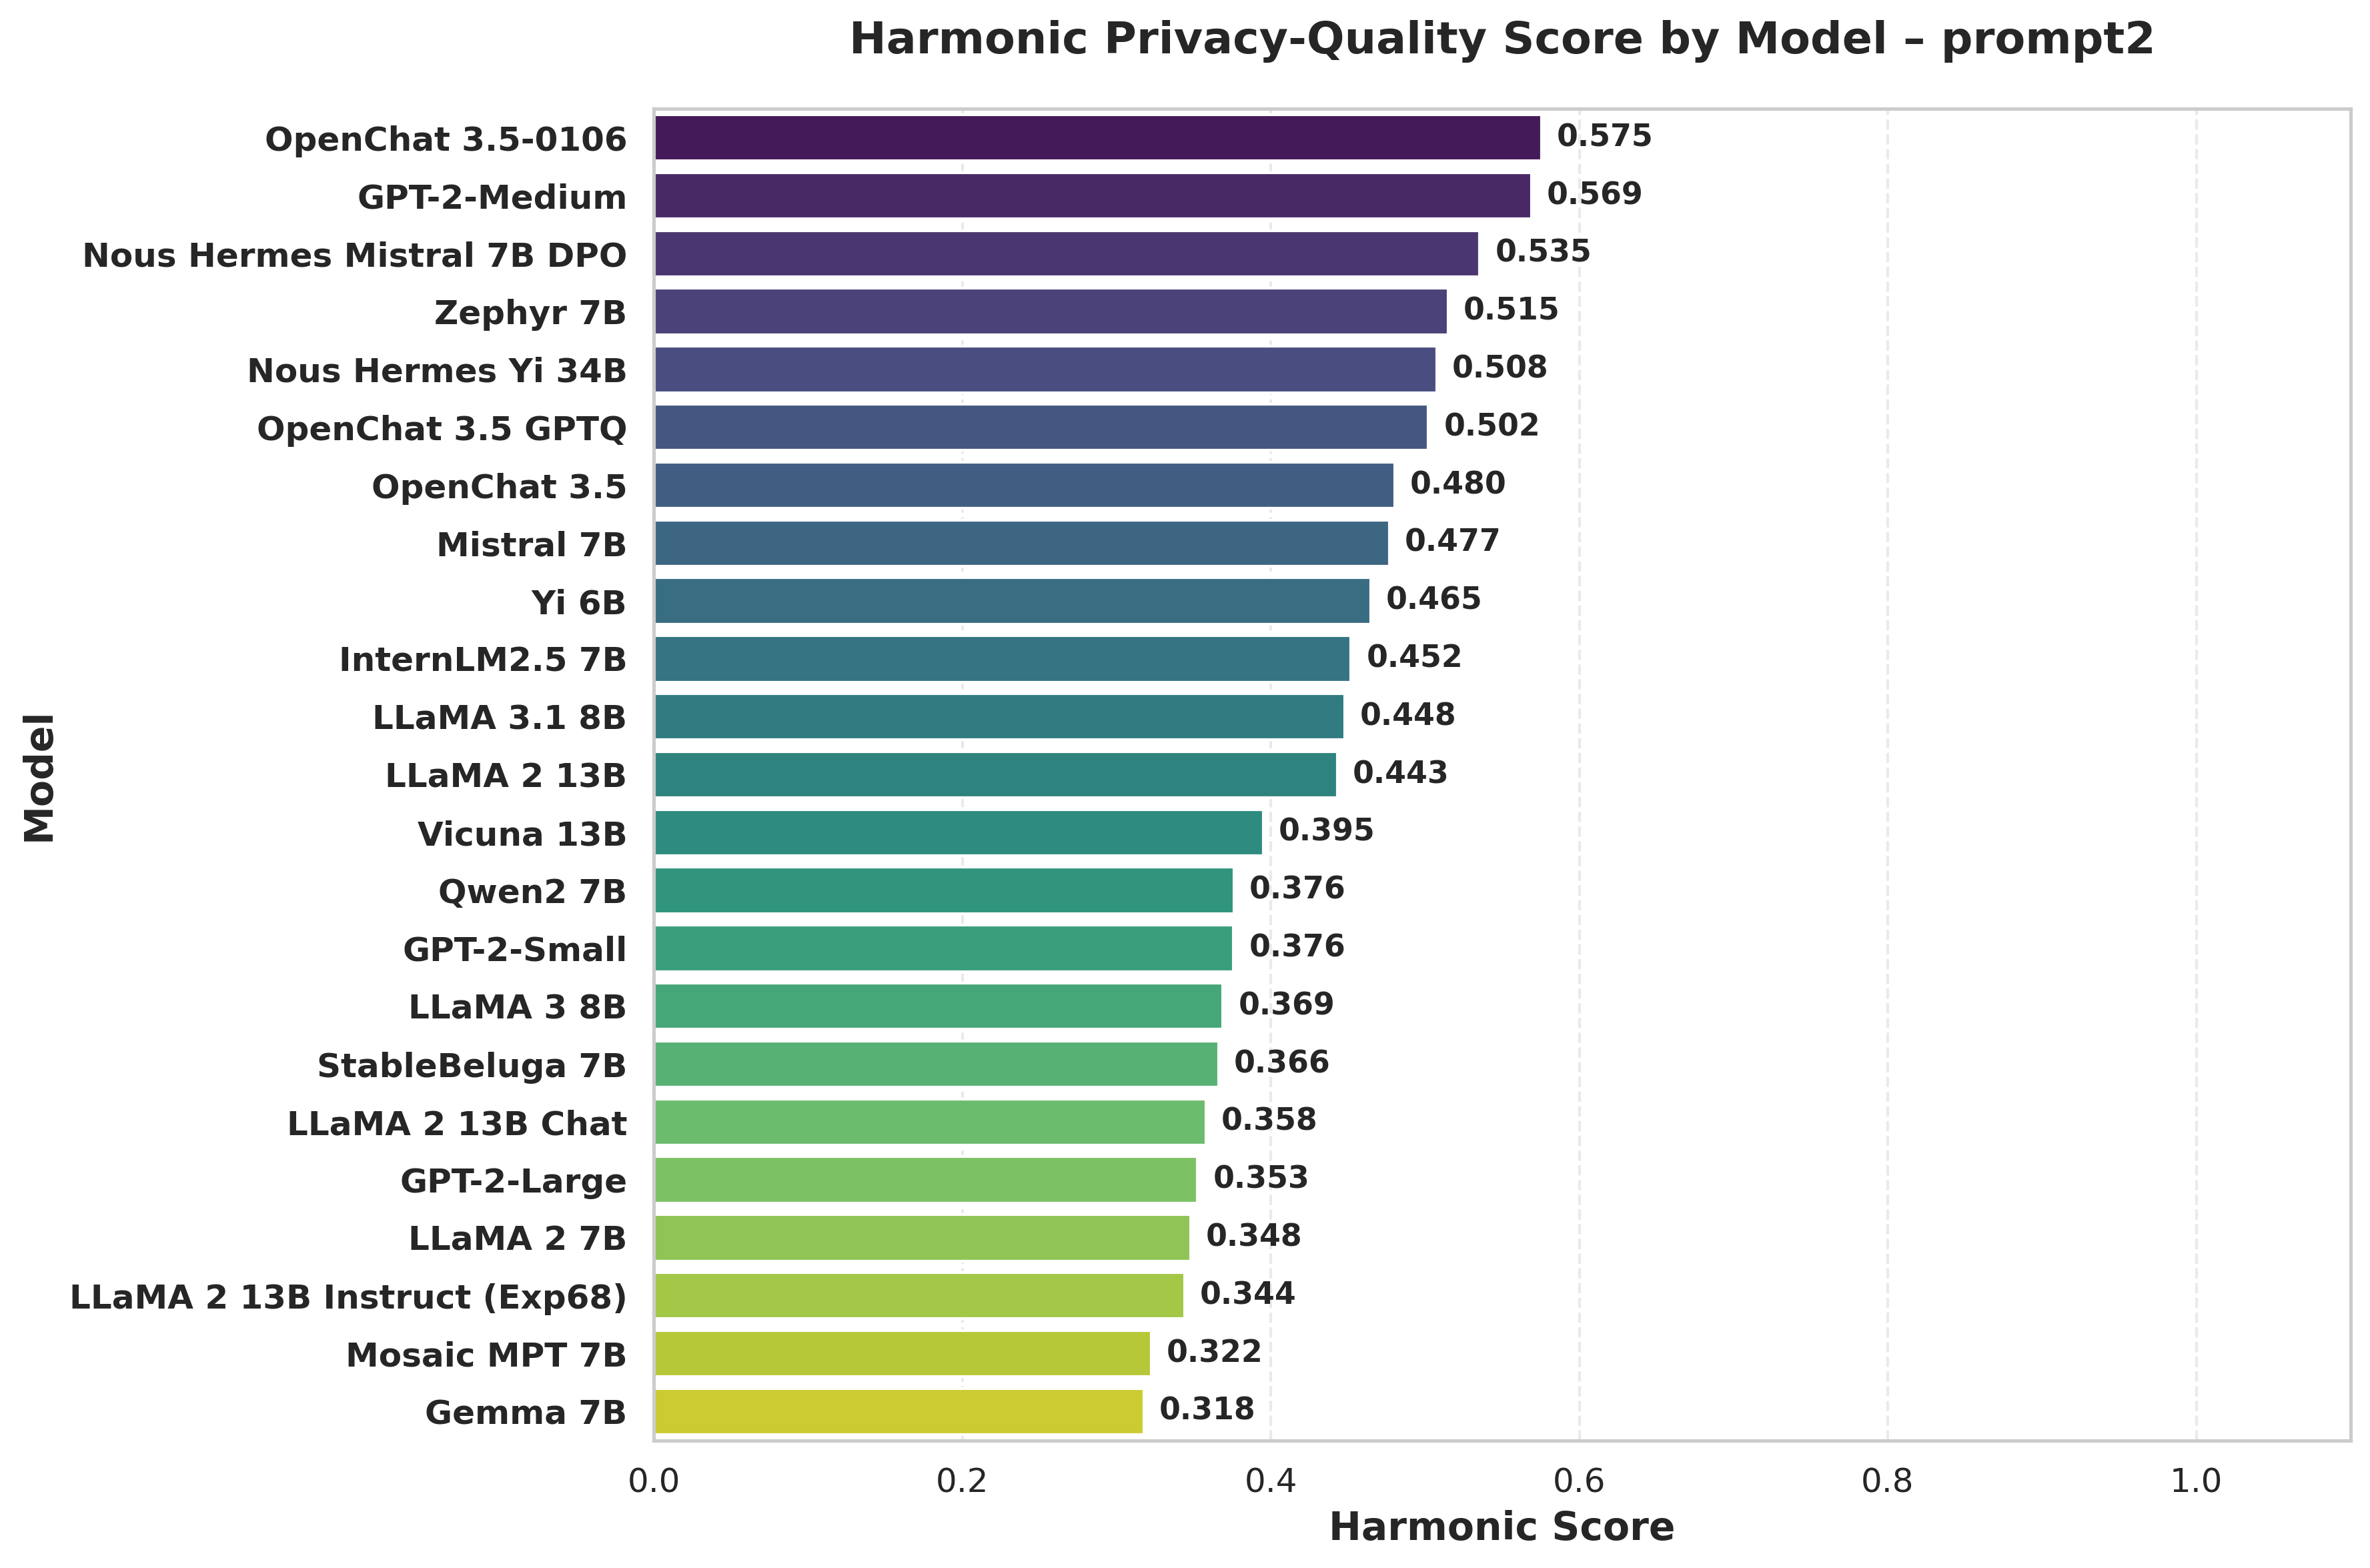 Harmonic Privacy-Quality Score by Model – prompt2
Model
OpenChat 3.5-0106 0.575
GPT-2-Medium 0.569
Nous Hermes Mistral 7B DPO 0.535
Zephyr 7B 0.515
Nous Hermes Yi 34B 0.508
OpenChat 3.5 GPTQ 0.502
OpenChat 3.5 0.480
Mistral 7B 0.477
Yi 6B 0.465
InternLM2.5 7B 0.452
LLaMA 3.1 8B 0.448
LLaMA 2 13B 0.443
Vicuna 13B 0.395
Qwen2 7B 0.376
GPT-2-Small 0.376
LLaMA 3 8B 0.369
StableBeluga 7B 0.366
LLaMA 2 13B Chat 0.358
GPT-2-Large 0.353
LLaMA 2 7B 0.348
LLaMA 2 13B Instruct (Exp68) 0.344
Mosaic MPT 7B 0.322
Gemma 7B 0.318
0.0 0.2 0.4 0.6 0.8 1.0
Harmonic Score